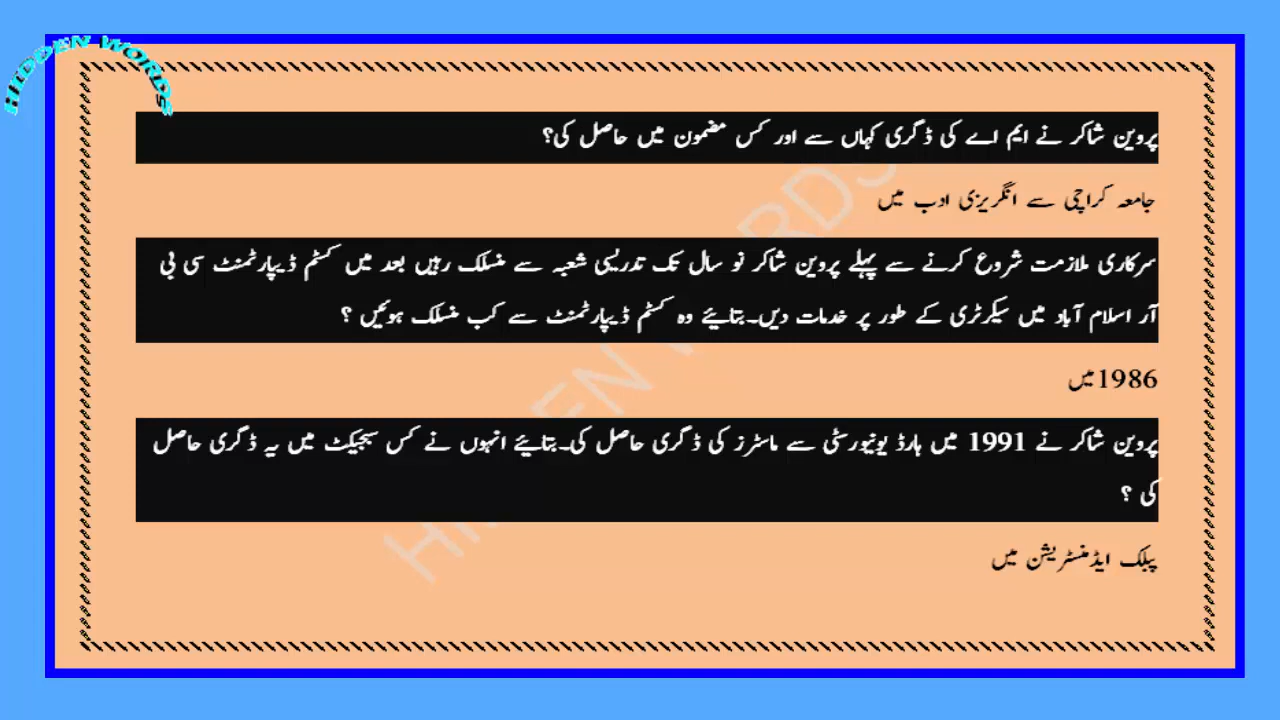 HIDDEN WORDS
پروین شاکر نے ایم اے کی ڈگری کہاں سے اور کس مضمون میں حاصل کی؟
جامعہ کراچی سے انگریزی ادب میں
سرکاری ملازمت شروع کرنے سے پہلے پروین شاکر نو سال تک تدریسی شعبہ سے منسلک رہیں بعد میں کسٹم ڈیپارٹمنٹ سی بی
آر اسلام آباد میں سیکرٹری کے طور پر خدمات دیں۔بتایئے وہ کسٹم ڈیپارٹمنٹ سے کب منسلک ہوئیں ؟
1986میں
پروین شاکر نے 1991 میں ہارڈ یونیورسٹی سے ماسٹرز کی ڈگری حاصل کی۔بتایئے انہوں نے کس سبجیکٹ میں یہ ڈگری حاصل
کی ؟
پبلک ایڈمنسٹریشن میں
HIDDEN WORDS